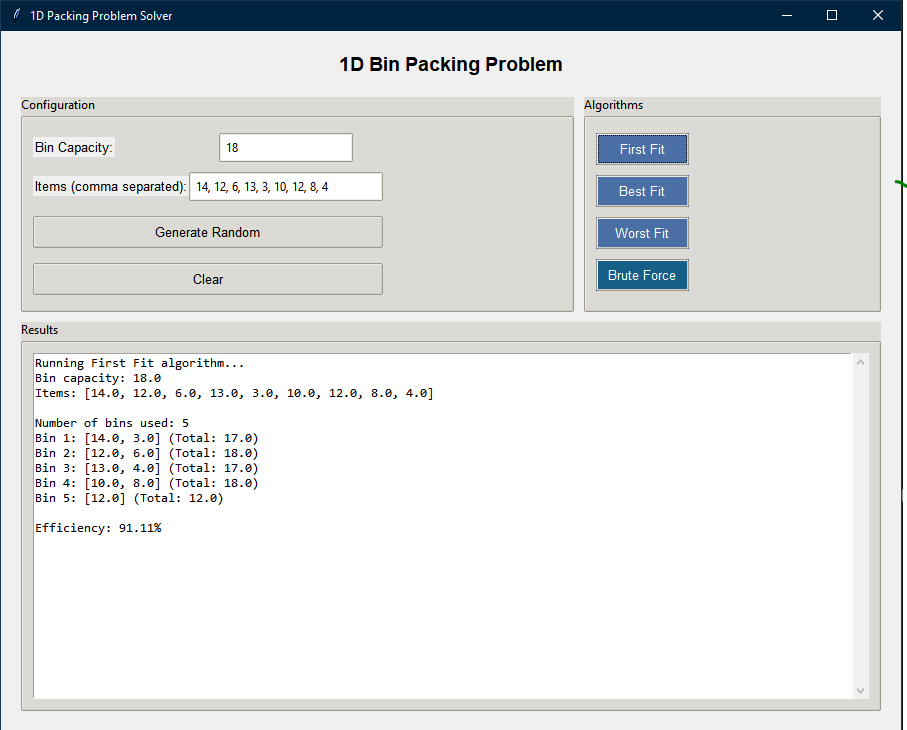 1D Packing Problem Solver
1D Bin Packing Problem
Configuration
Bin Capacity: 18
Items (comma separated): 14, 12, 6, 13, 3, 10, 12, 8, 4
Generate Random
Clear
Algorithms
First Fit
Best Fit
Worst Fit
Brute Force
Results
Running First Fit algorithm...
Bin capacity: 18.0
Items: [14.0, 12.0, 6.0, 13.0, 3.0, 10.0, 12.0, 8.0, 4.0]
Number of bins used: 5
Bin 1: [14.0, 3.0] (Total: 17.0)
Bin 2: [12.0, 6.0] (Total: 18.0)
Bin 3: [13.0, 4.0] (Total: 17.0)
Bin 4: [10.0, 8.0] (Total: 18.0)
Bin 5: [12.0] (Total: 12.0)
Efficiency: 91.11%